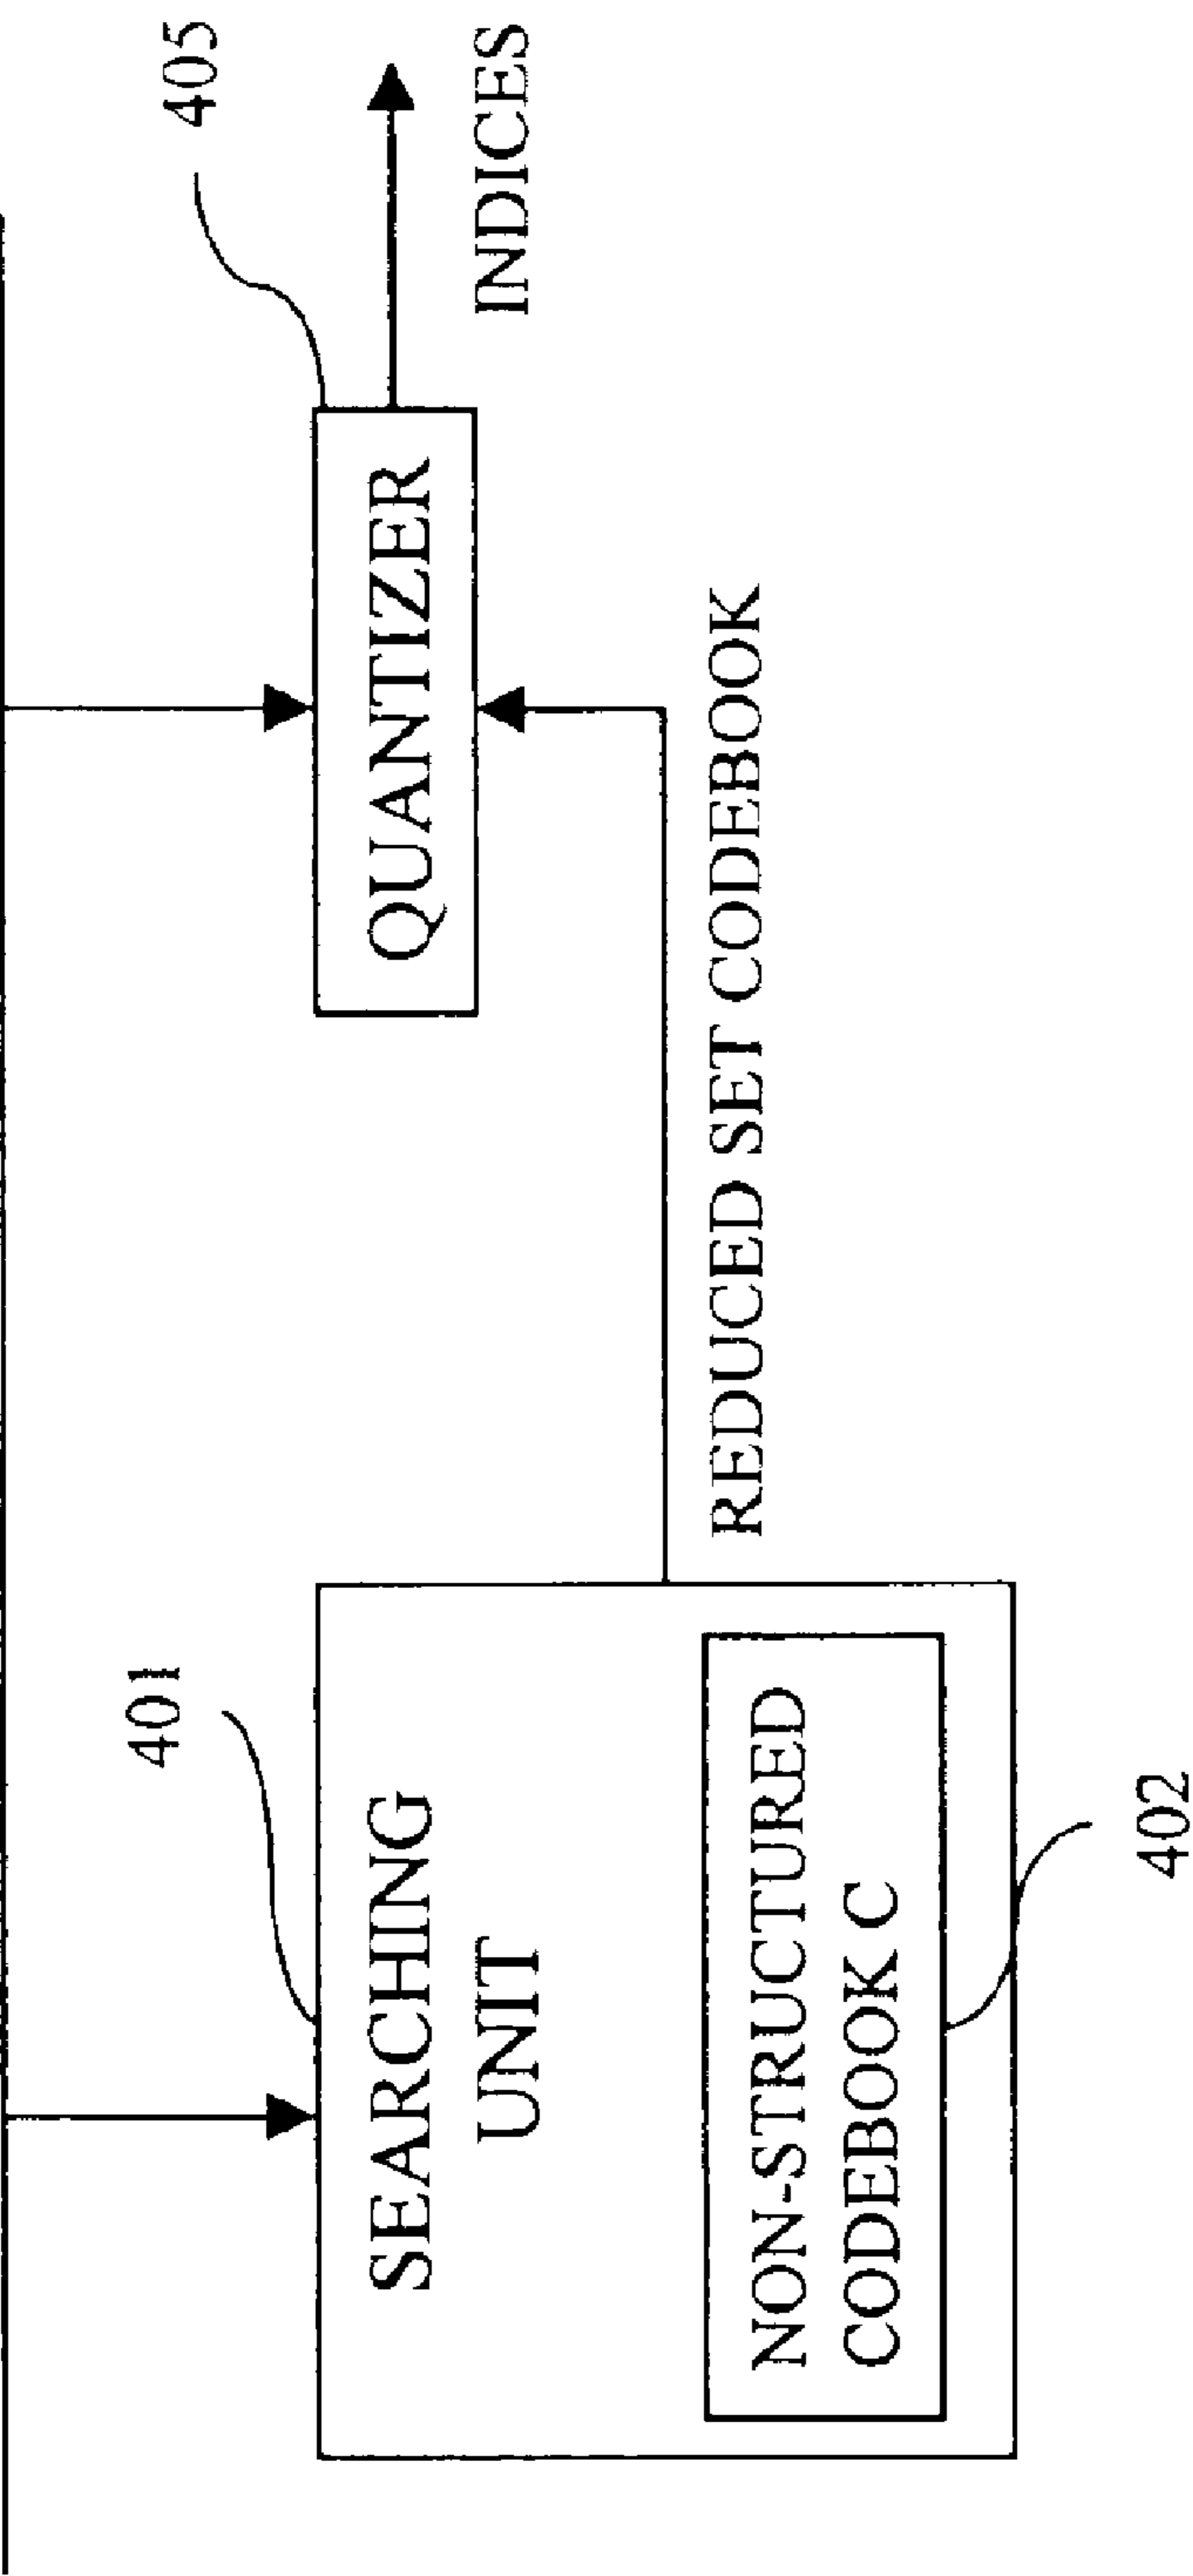 401
SEARCHING
UNIT
NON-STRUCTURED
CODEBOOK C
402
REDUCED SET CODEBOOK
405
QUANTIZER
INDICES